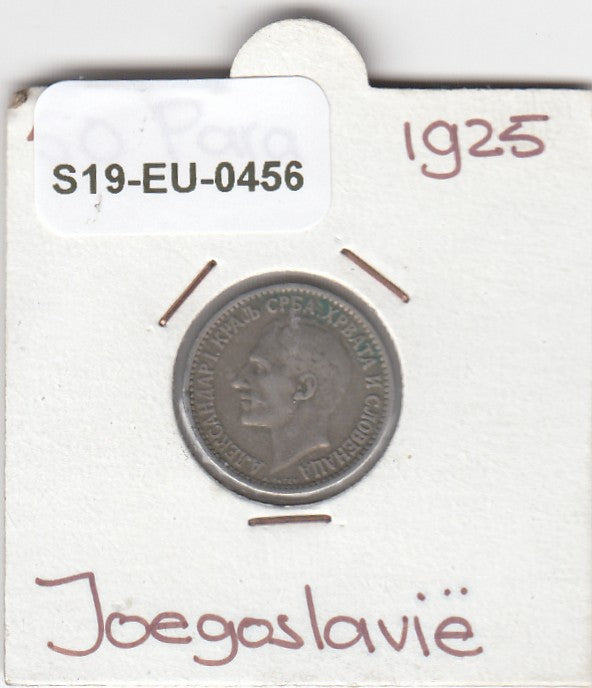 50 Para
1925
S19-EU-0456
АЛЕКСАНДАР I. КРАЉ СРБА, ХРВАТА И СЛОВЕНАЦА
Joegoslavië